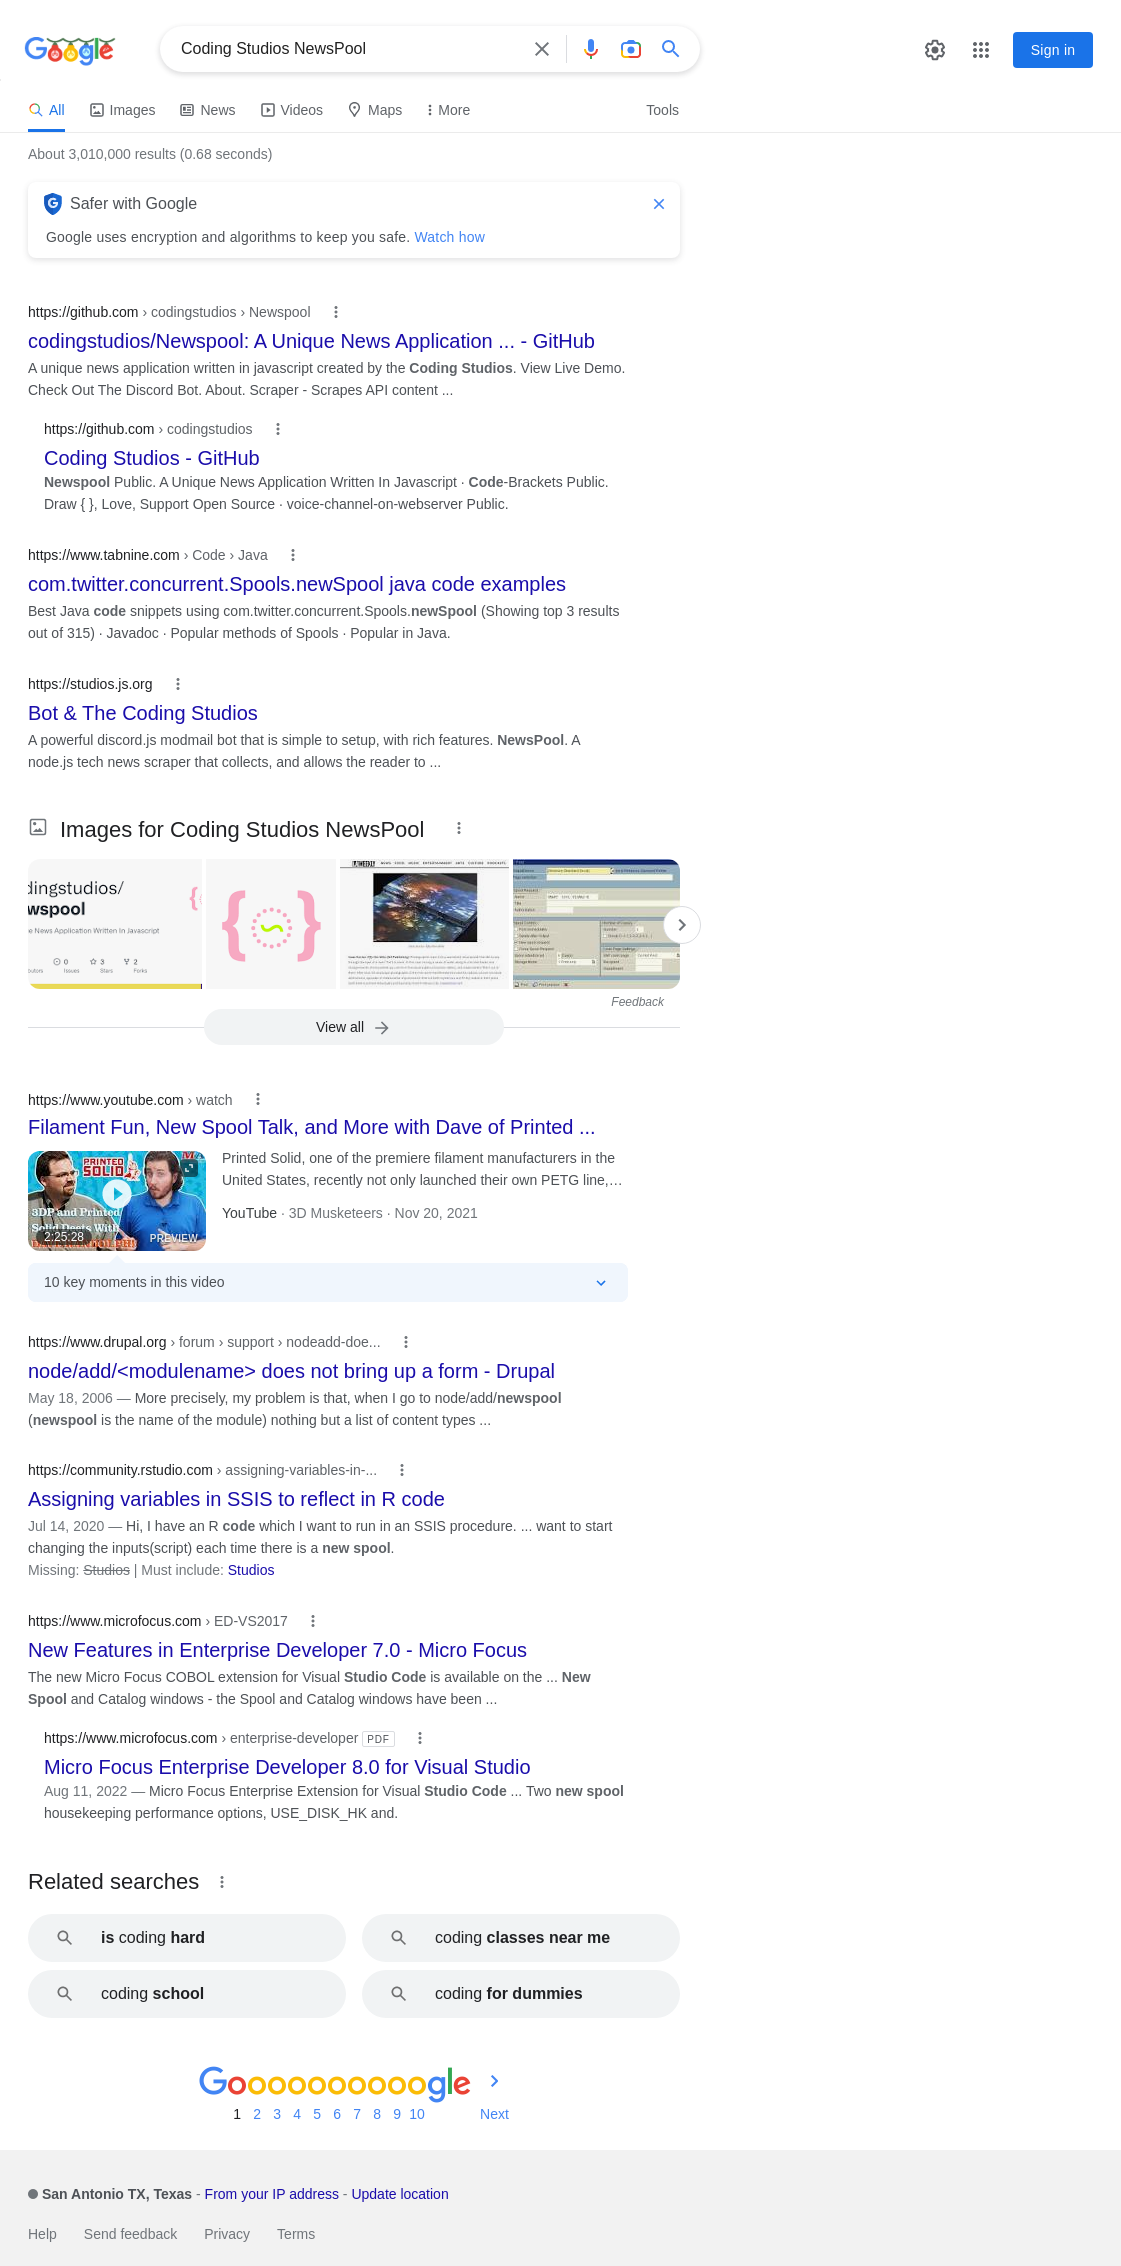 Google
Coding Studios NewsPool
Sign in
All
Images
News
Videos
Maps
More
Tools
About 3,010,000 results (0.68 seconds)
Safer with Google
Google uses encryption and algorithms to keep you safe. Watch how
https://github.com › codingstudios › Newspool
codingstudios/Newspool: A Unique News Application ... - GitHub
A unique news application written in javascript created by the Coding Studios. View Live Demo.
Check Out The Discord Bot. About. Scraper - Scrapes API content ...
https://github.com › codingstudios
Coding Studios - GitHub
Newspool Public. A Unique News Application Written In Javascript · Code-Brackets Public.
Draw { }, Love, Support Open Source · voice-channel-on-webserver Public.
https://www.tabnine.com › Code › Java
com.twitter.concurrent.Spools.newSpool java code examples
Best Java code snippets using com.twitter.concurrent.Spools.newSpool (Showing top 3 results
out of 315) · Javadoc · Popular methods of Spools · Popular in Java.
https://studios.js.org
Bot & The Coding Studios
A powerful discord.js modmail bot that is simple to setup, with rich features. NewsPool. A
node.js tech news scraper that collects, and allows the reader to ...
Images for Coding Studios NewsPool
dingstudios/
wspool
e News Application Written In Javascript
0
3
2
utors
Issues
Stars
Forks
Feedback
View all
https://www.youtube.com › watch
Filament Fun, New Spool Talk, and More with Dave of Printed ...
PRINTED
SOLID
3DP and Printed
Solid Deets With
2:25:28
PREVIEW
Printed Solid, one of the premiere filament manufacturers in the
United States, recently not only launched their own PETG line,…
YouTube · 3D Musketeers · Nov 20, 2021
10 key moments in this video
https://www.drupal.org › forum › support › nodeadd-doe...
node/add/<modulename> does not bring up a form - Drupal
May 18, 2006 — More precisely, my problem is that, when I go to node/add/newspool
(newspool is the name of the module) nothing but a list of content types ...
https://community.rstudio.com › assigning-variables-in-...
Assigning variables in SSIS to reflect in R code
Jul 14, 2020 — Hi, I have an R code which I want to run in an SSIS procedure. ... want to start
changing the inputs(script) each time there is a new spool.
Missing: Studios | Must include: Studios
https://www.microfocus.com › ED-VS2017
New Features in Enterprise Developer 7.0 - Micro Focus
The new Micro Focus COBOL extension for Visual Studio Code is available on the ... New
Spool and Catalog windows - the Spool and Catalog windows have been ...
https://www.microfocus.com › enterprise-developer PDF
Micro Focus Enterprise Developer 8.0 for Visual Studio
Aug 11, 2022 — Micro Focus Enterprise Extension for Visual Studio Code ... Two new spool
housekeeping performance options, USE_DISK_HK and.
Related searches
is coding hard
coding classes near me
coding school
coding for dummies
Goooooooooogle
1 2 3 4 5 6 7 8 9 10 Next
San Antonio TX, Texas - From your IP address - Update location
Help
Send feedback
Privacy
Terms